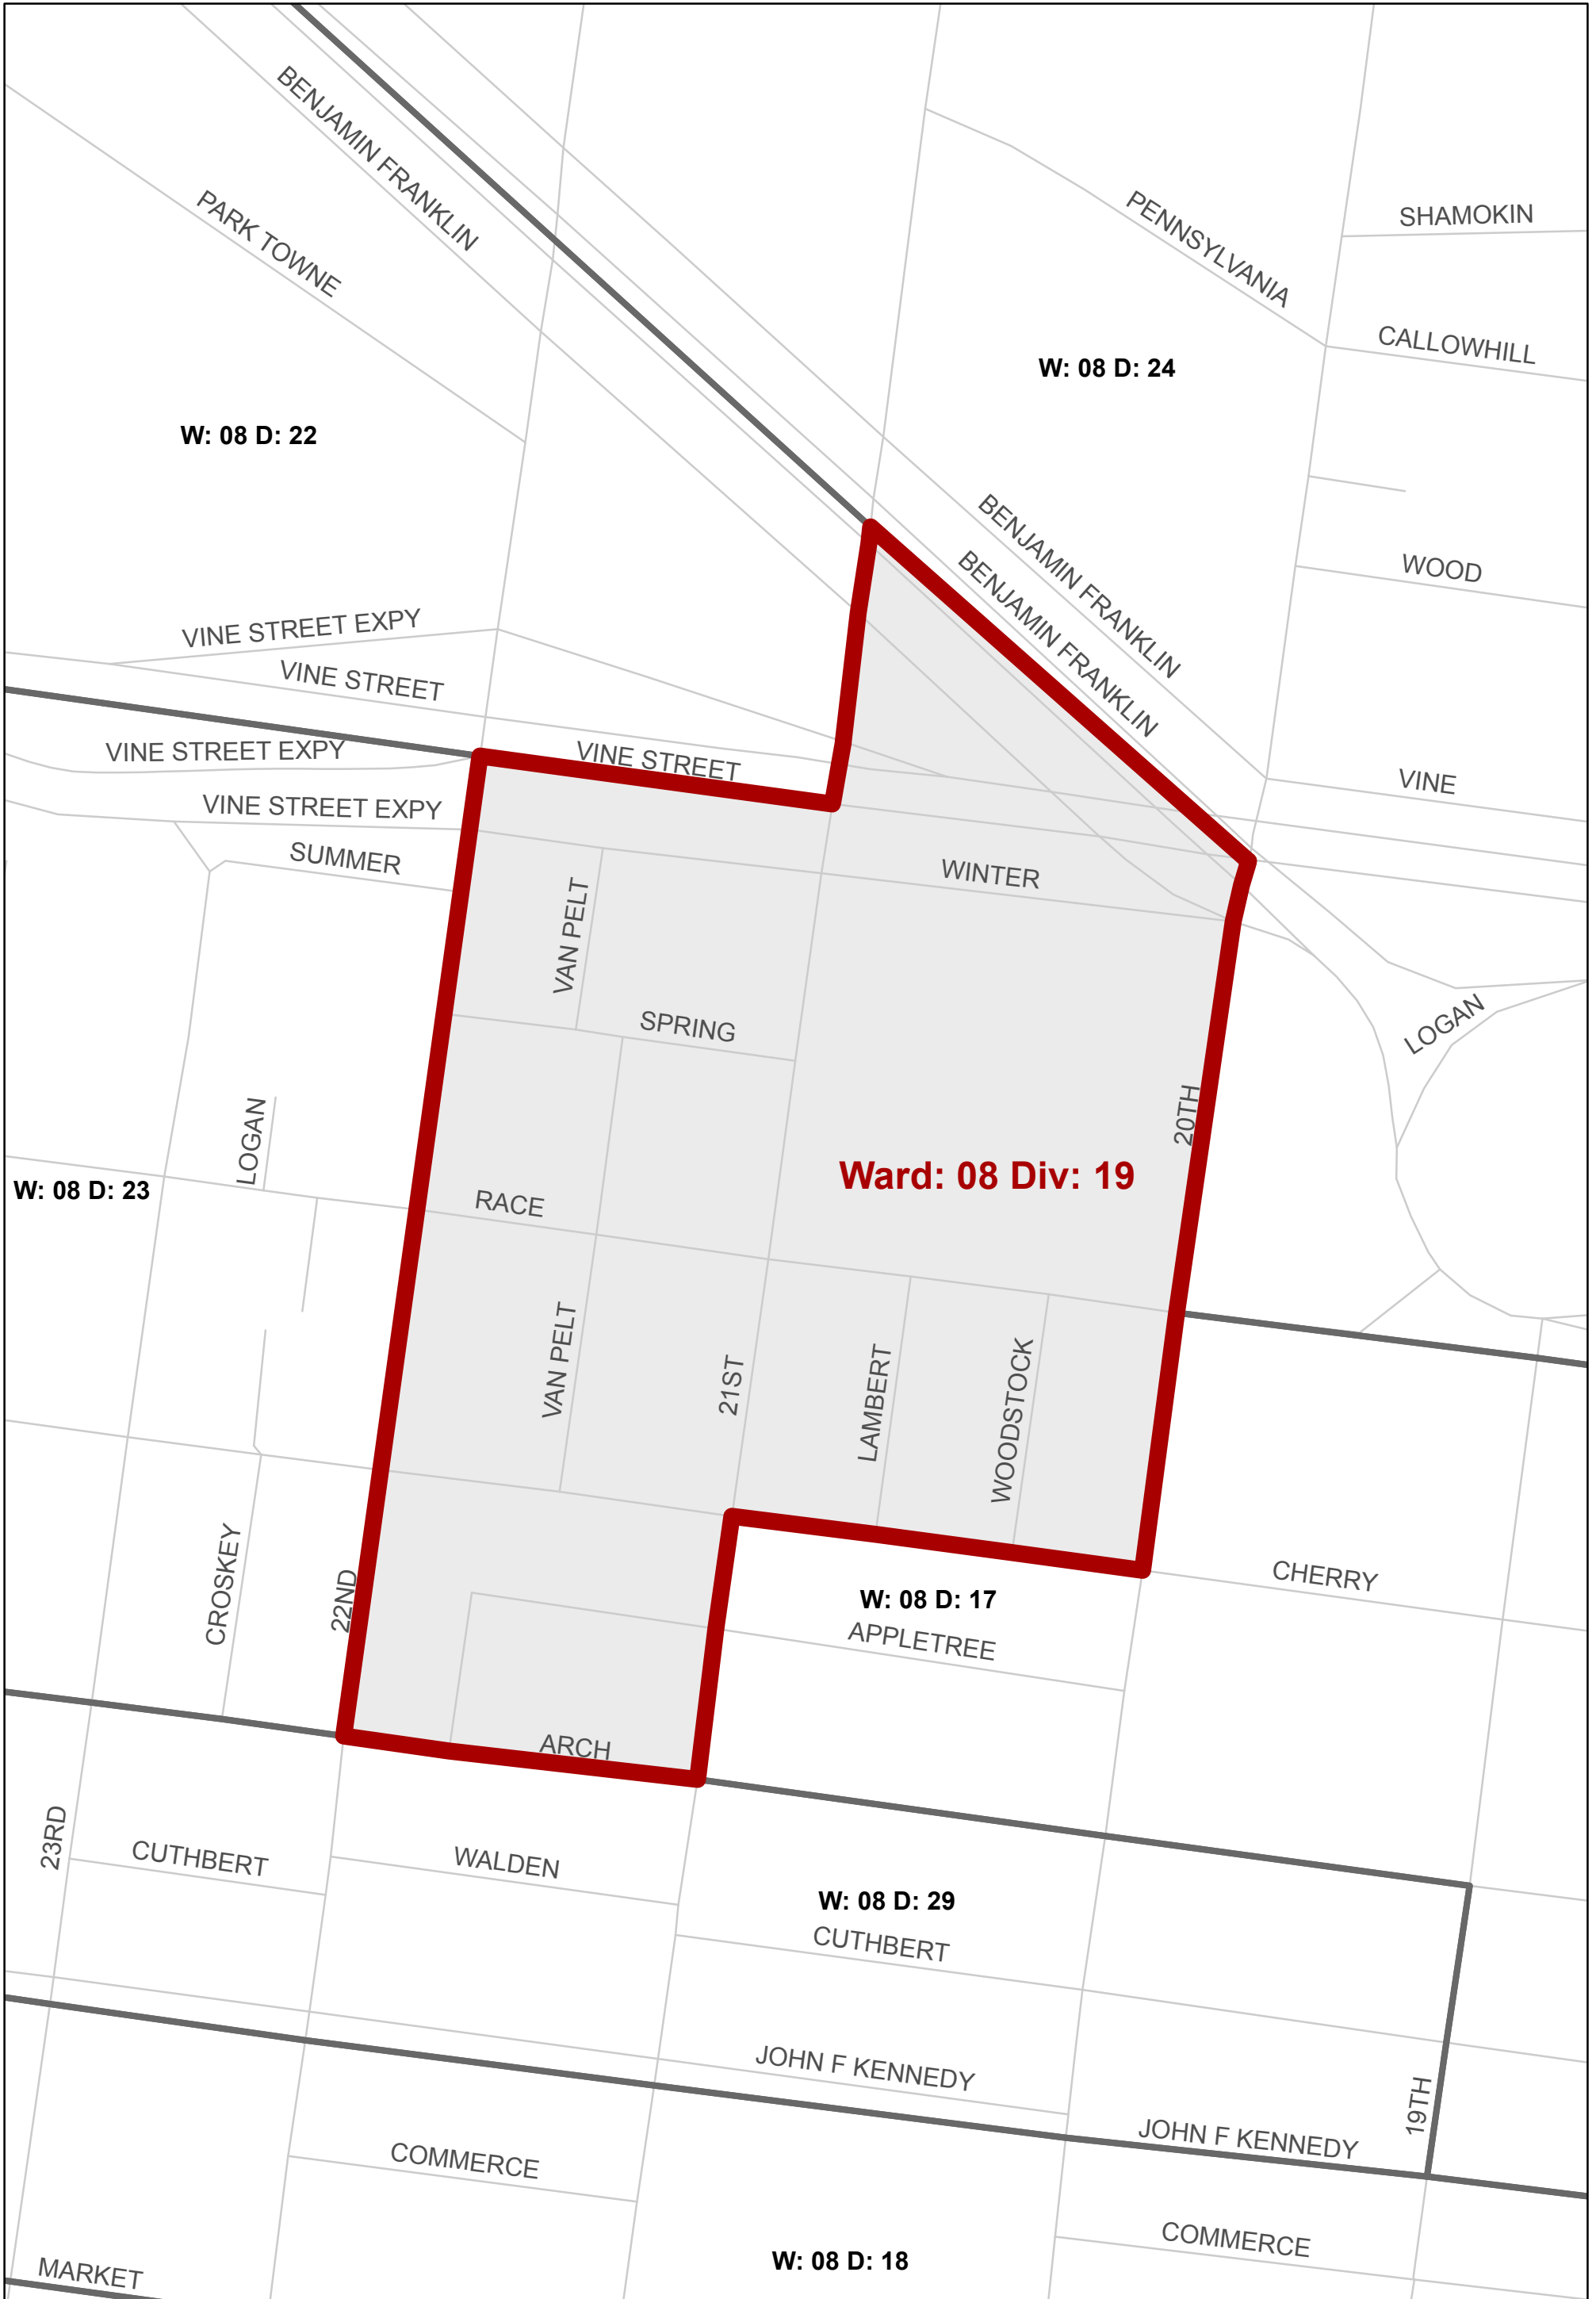 BENJAMIN FRANKLIN
PARK TOWNE
PENNSYLVANIA
SHAMOKIN
CALLOWHILL
W: 08 D: 24
W: 08 D: 22
BENJAMIN FRANKLIN
BENJAMIN FRANKLIN
WOOD
VINE STREET EXPY
VINE STREET
VINE STREET EXPY
VINE STREET
VINE
VINE STREET EXPY
SUMMER
WINTER
VAN PELT
SPRING
LOGAN
20TH
LOGAN
Ward: 08 Div: 19
W: 08 D: 23
RACE
VAN PELT
21ST
LAMBERT
WOODSTOCK
CROSKEY
22ND
CHERRY
W: 08 D: 17
APPLETREE
ARCH
23RD
CUTHBERT
WALDEN
W: 08 D: 29
CUTHBERT
JOHN F KENNEDY
19TH
JOHN F KENNEDY
COMMERCE
COMMERCE
W: 08 D: 18
MARKET